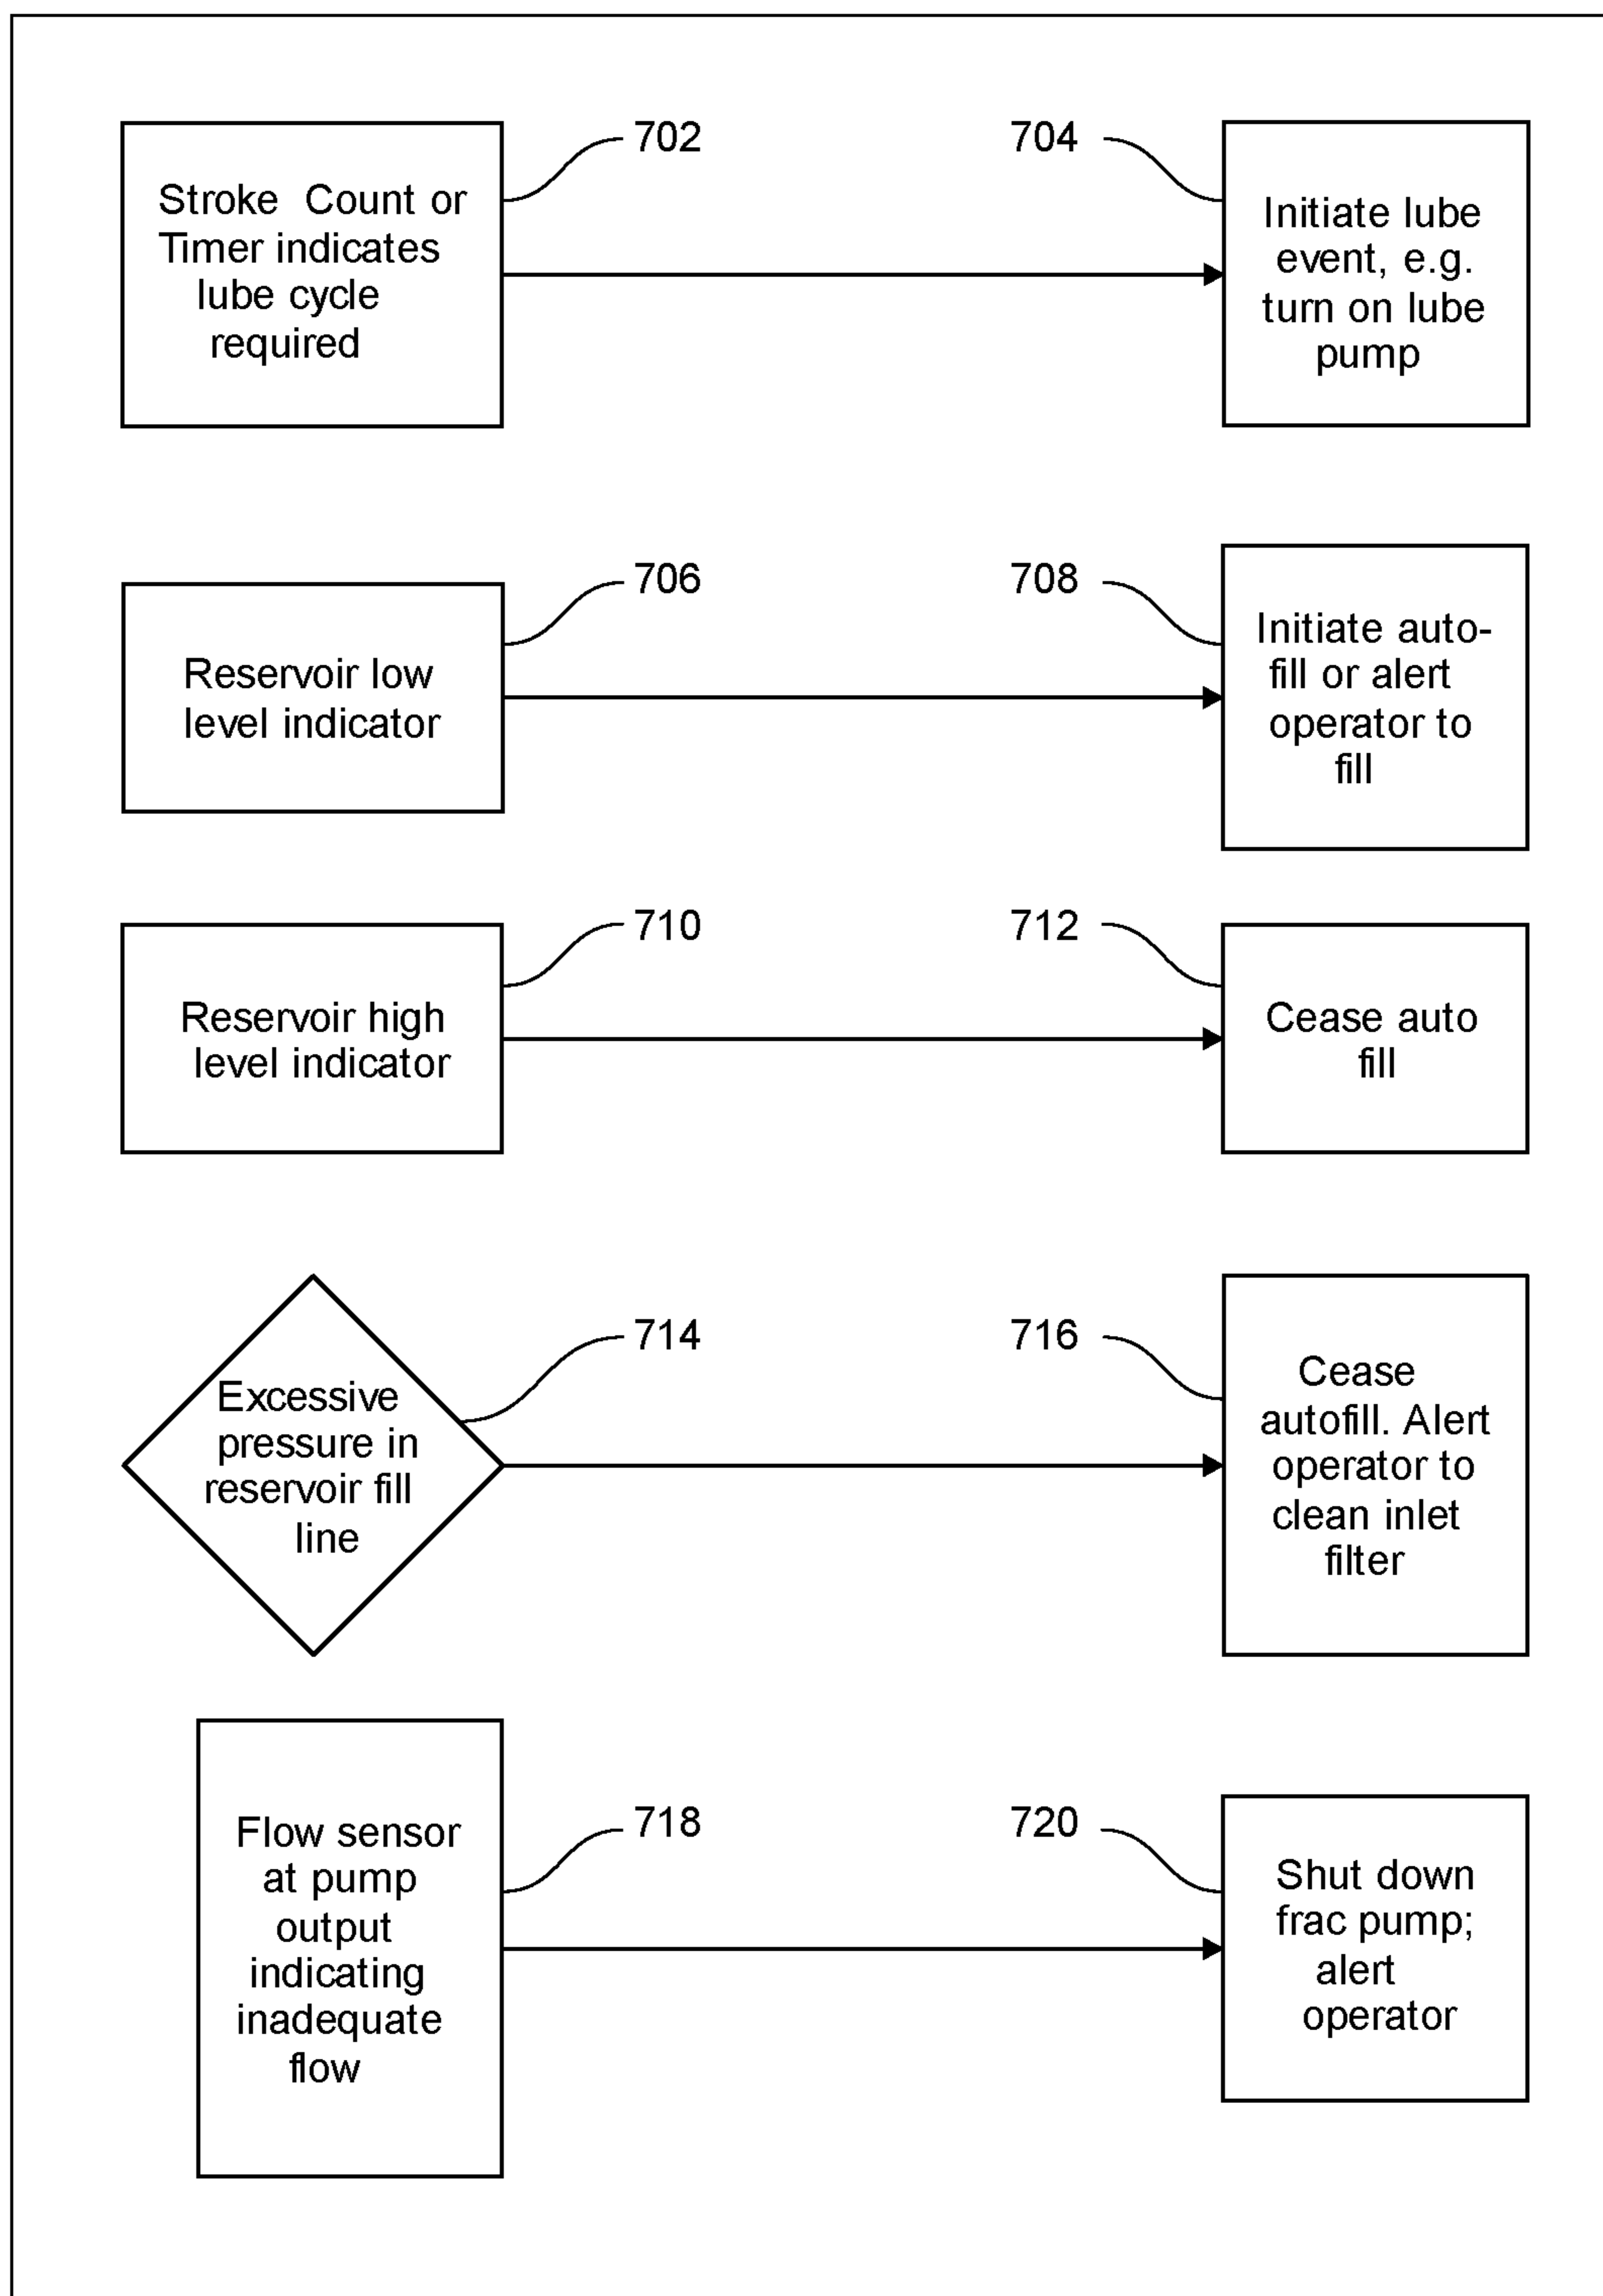 702
704
Stroke Count or
Timer indicates
lube cycle
required
Initiate lube
event, e.g.
turn on lube
pump
706
708
Reservoir low
level indicator
Initiate auto-
fill or alert
operator to
fill
710
712
Reservoir high
level indicator
Cease auto
fill
714
716
Excessive
pressure in
reservoir fill
line
Cease
autofill. Alert
operator to
clean inlet
filter
718
720
Flow sensor
at pump
output
indicating
inadequate
flow
Shut down
frac pump;
alert
operator